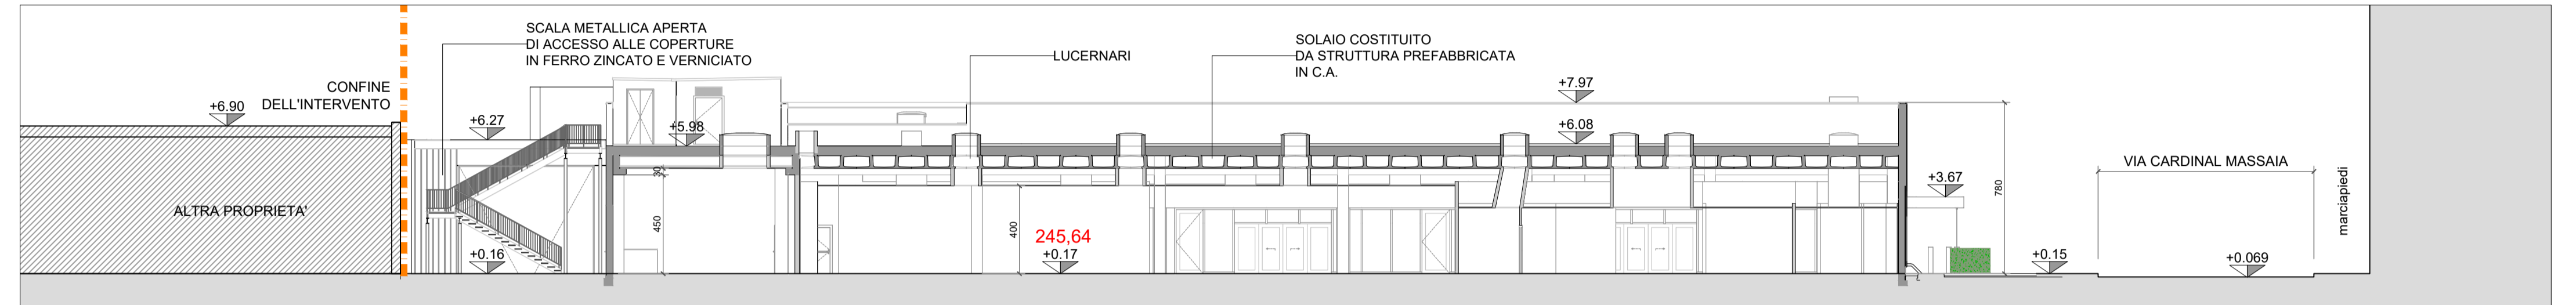 SCALA METALLICA APERTA
DI ACCESSO ALLE COPERTURE
IN FERRO ZINCATO E VERNICIATO
LUCERNARI
SOLAIO COSTITUITO
DA STRUTTURA PREFABBRICATA
IN C.A.
CONFINE
DELL'INTERVENTO
+6.90
+6.27
+5.98
+7.97
+6.08
ALTRA PROPRIETA'
30
450
400
245,64
+0.16
+0.17
+3.67
780
VIA CARDINAL MASSAIA
marciapiedi
+0.15
+0.069